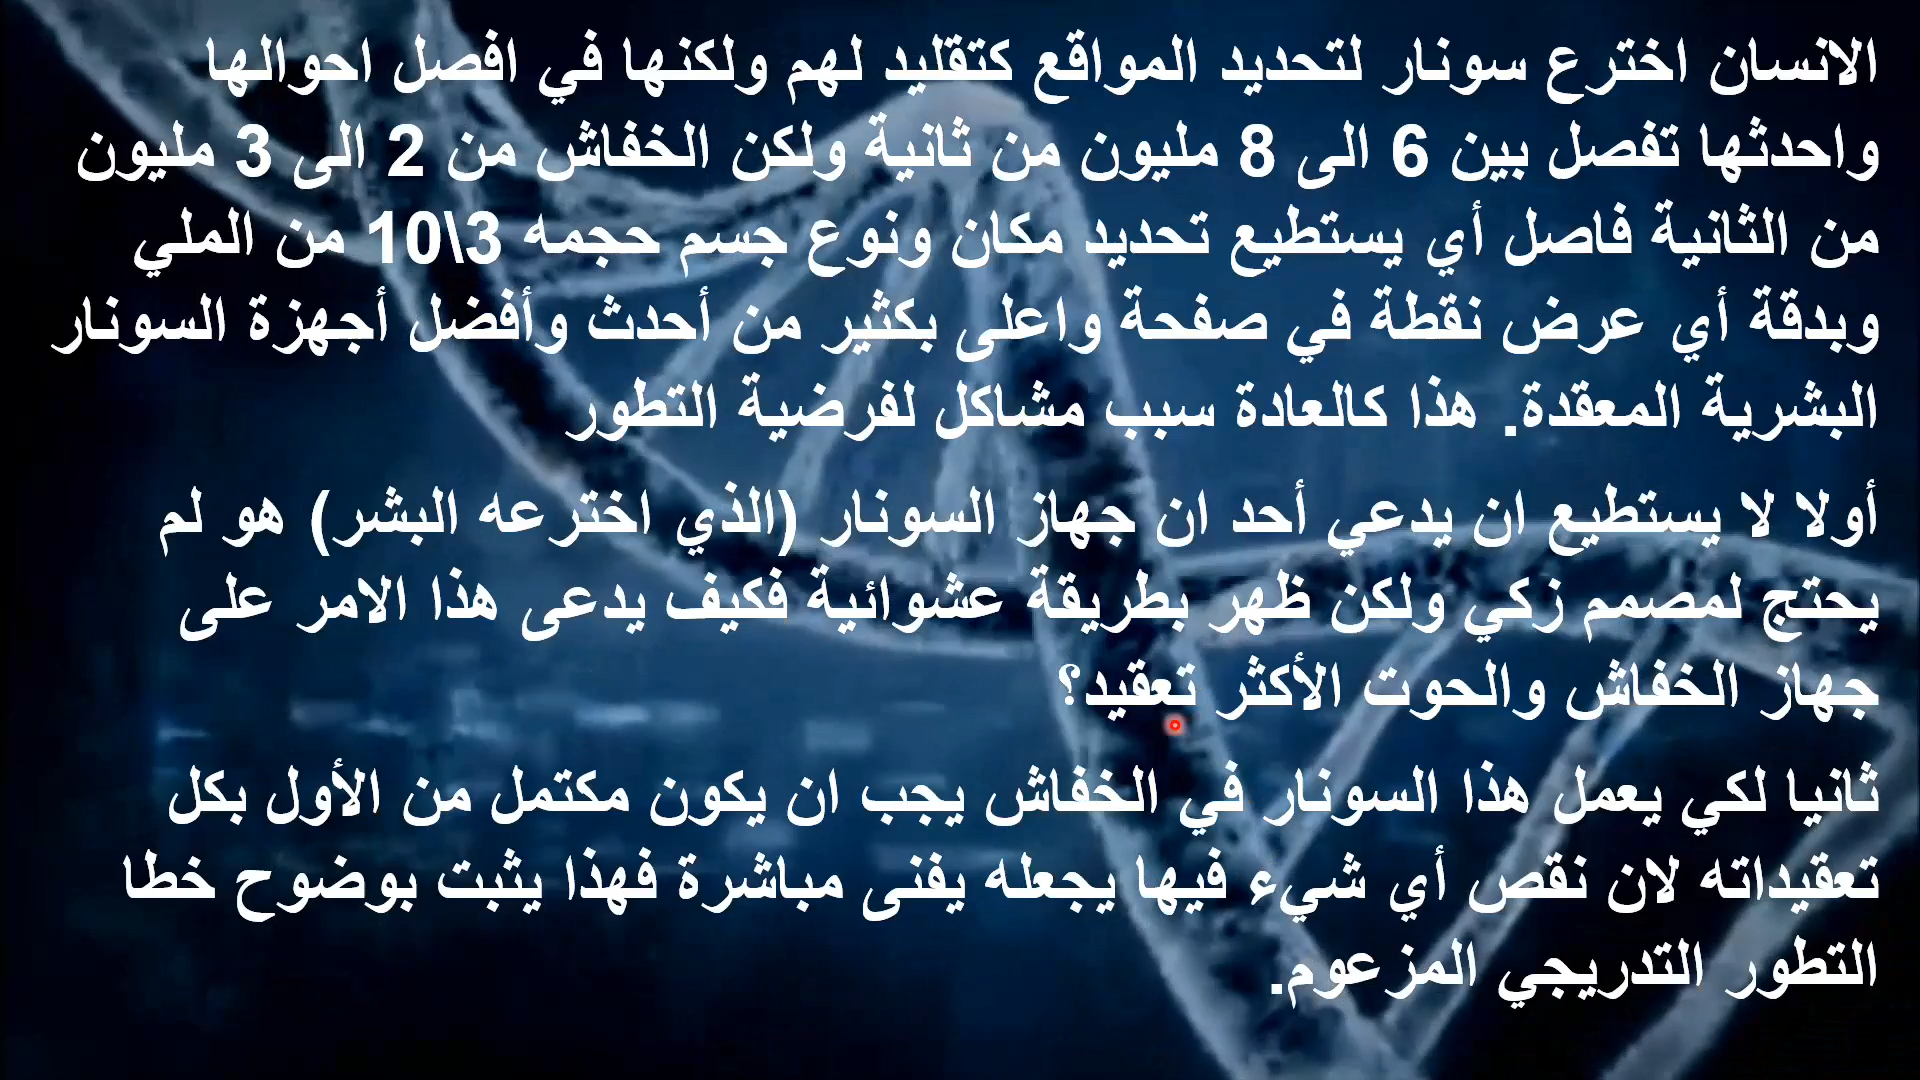 الانسان اخترع سونار لتحديد المواقع كتقليد لهم ولكنها في افصل احوالها
واحدثها تفصل بين 6 الى 8 مليون من ثانية ولكن الخفاش من 2 الى 3 مليون
من الثانية فاصل أي يستطيع تحديد مكان ونوع جسم حجمه 3\10 من الملي
وبدقة أي عرض نقطة في صفحة واعلى بكثير من أحدث وأفضل أجهزة السونار
البشرية المعقدة. هذا كالعادة سبب مشاكل لفرضية التطور
أولا لا يستطيع ان يدعي أحد ان جهاز السونار (الذي اخترعه البشر) هو لم
يحتج لمصمم زكي ولكن ظهر بطريقة عشوائية فكيف يدعى هذا الامر على
جهاز الخفاش والحوت الأكثر تعقيد؟
ثانيا لكي يعمل هذا السونار في الخفاش يجب ان يكون مكتمل من الأول بكل
تعقيداته لان نقص أي شيء فيها يجعله يفنى مباشرة فهذا يثبت بوضوح خطا
التطور التدريجي المزعوم.